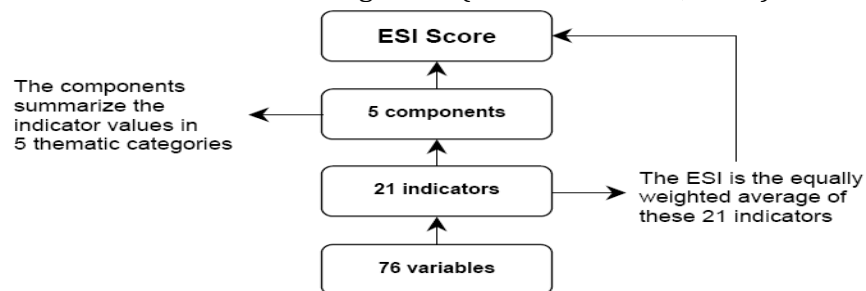 ESI Score
The components
summarize the
indicator values in
5 thematic categories
5 components
21 indicators
The ESI is the equally
weighted average of
these 21 indicators
76 variables